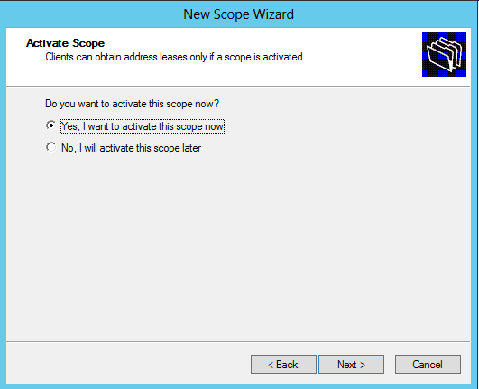 New Scope Wizard
Activate Scope
Clients can obtain address leases only if a scope is activated.
Do you want to activate this scope now?
Yes, I want to activate this scope now
No, I will activate this scope later
< Back
Next >
Cancel